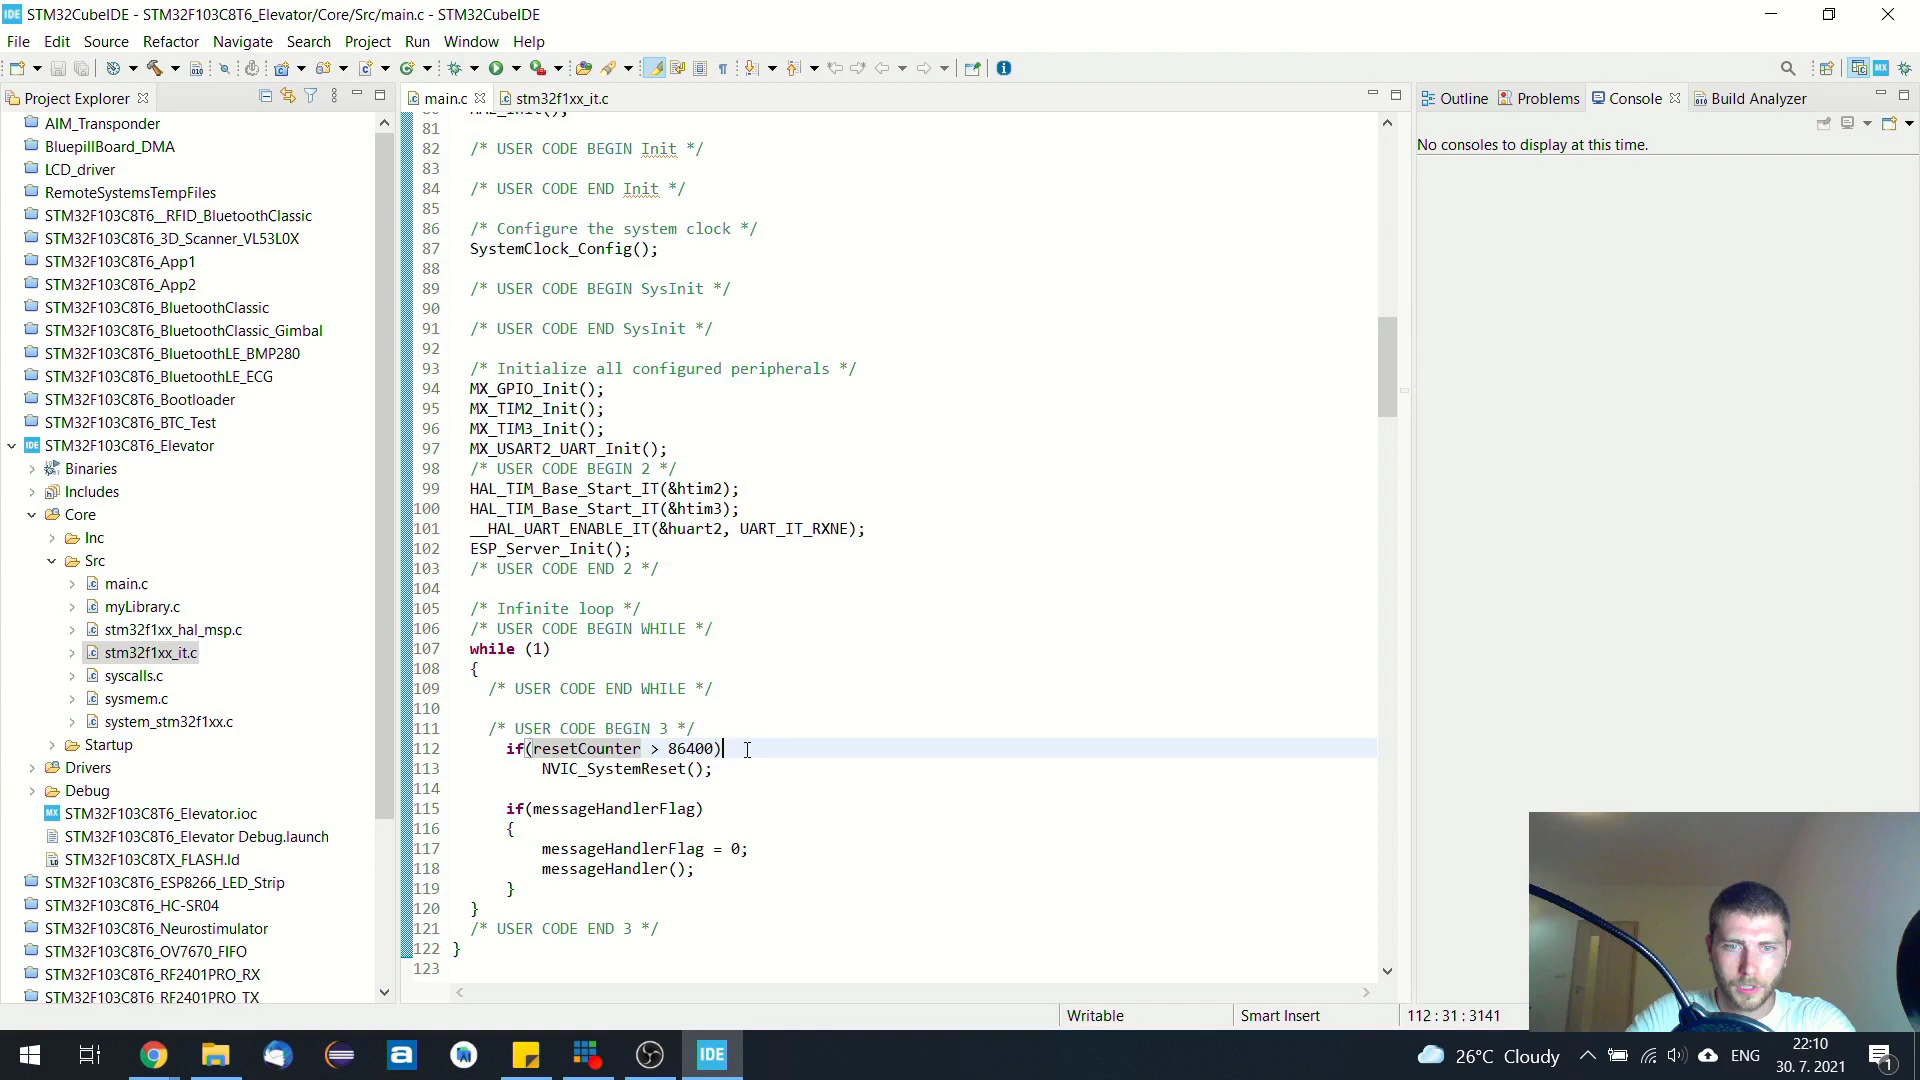 STM32CubeIDE - STM32F103C8T6_Elevator/Core/Src/main.c - STM32CubeIDE
File Edit Source Refactor Navigate Search Project Run Window Help
Project Explorer
AIM_Transponder
BluepillBoard_DMA
LCD_driver
RemoteSystemsTempFiles
STM32F103C8T6__RFID_BluetoothClassic
STM32F103C8T6_3D_Scanner_VL53L0X
STM32F103C8T6_App1
STM32F103C8T6_App2
STM32F103C8T6_BluetoothClassic
STM32F103C8T6_BluetoothClassic_Gimbal
STM32F103C8T6_BluetoothLE_BMP280
STM32F103C8T6_BluetoothLE_ECG
STM32F103C8T6_Bootloader
STM32F103C8T6_BTC_Test
STM32F103C8T6_Elevator
Binaries
Includes
Core
Inc
Src
main.c
myLibrary.c
stm32f1xx_hal_msp.c
stm32f1xx_it.c
syscalls.c
sysmem.c
system_stm32f1xx.c
Startup
Drivers
Debug
STM32F103C8T6_Elevator.ioc
STM32F103C8T6_Elevator Debug.launch
STM32F103C8TX_FLASH.ld
STM32F103C8T6_ESP8266_LED_Strip
STM32F103C8T6_HC-SR04
STM32F103C8T6_Neurostimulator
STM32F103C8T6_OV7670_FIFO
STM32F103C8T6_RF2401PRO_RX
STM32F103C8T6_RF2401PRO_TX
main.c stm32f1xx_it.c
80 HAL_Init();
81
82 /* USER CODE BEGIN Init */
83
84 /* USER CODE END Init */
85
86 /* Configure the system clock */
87 SystemClock_Config();
88
89 /* USER CODE BEGIN SysInit */
90
91 /* USER CODE END SysInit */
92
93 /* Initialize all configured peripherals */
94 MX_GPIO_Init();
95 MX_TIM2_Init();
96 MX_TIM3_Init();
97 MX_USART2_UART_Init();
98 /* USER CODE BEGIN 2 */
99 HAL_TIM_Base_Start_IT(&htim2);
100 HAL_TIM_Base_Start_IT(&htim3);
101 __HAL_UART_ENABLE_IT(&huart2, UART_IT_RXNE);
102 ESP_Server_Init();
103 /* USER CODE END 2 */
104
105 /* Infinite loop */
106 /* USER CODE BEGIN WHILE */
107 while (1)
108 {
109 /* USER CODE END WHILE */
110
111 /* USER CODE BEGIN 3 */
112 if(resetCounter > 86400)
113 NVIC_SystemReset();
114
115 if(messageHandlerFlag)
116 {
117 messageHandlerFlag = 0;
118 messageHandler();
119 }
120 }
121 /* USER CODE END 3 */
122 }
123
Outline Problems Console Build Analyzer
No consoles to display at this time.
Writable Smart Insert 112 : 31 : 3141
IDE
26°C Cloudy ENG
22:10
30. 7. 2021
1